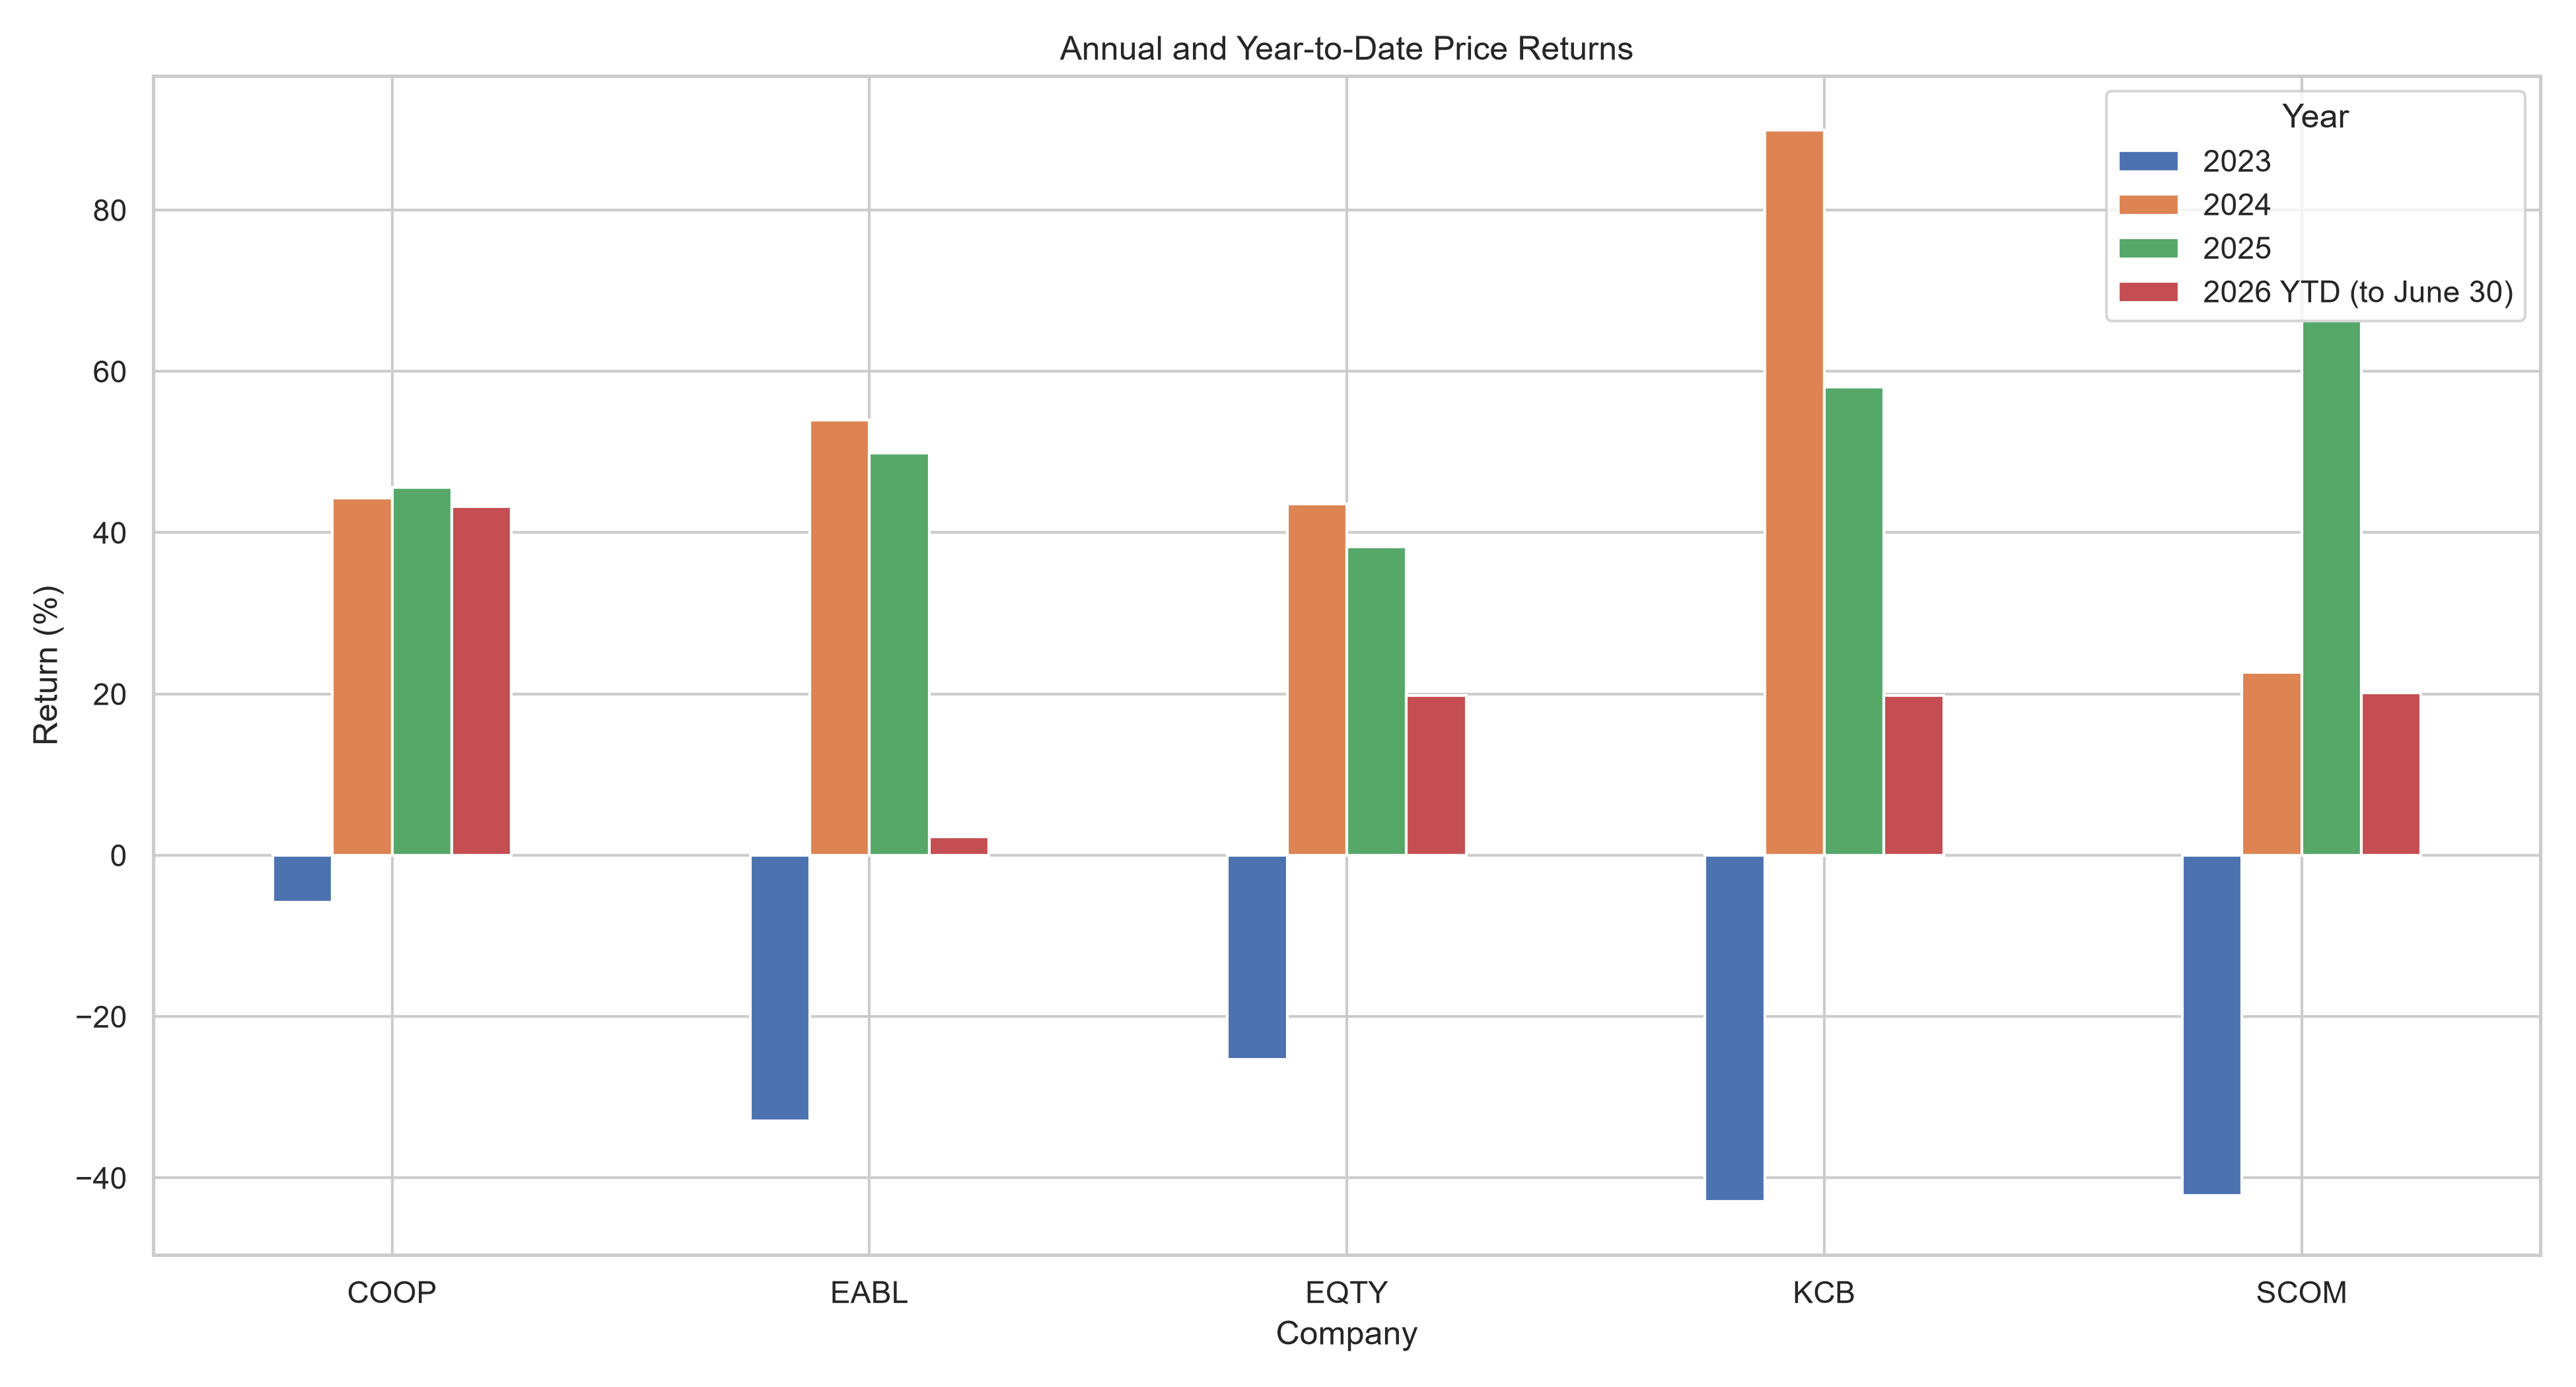 Annual and Year-to-Date Price Returns
Year
2023
2024
2025
2026 YTD (to June 30)
Return (%)
80
60
40
20
0
−20
−40
COOP EABL EQTY KCB SCOM
Company